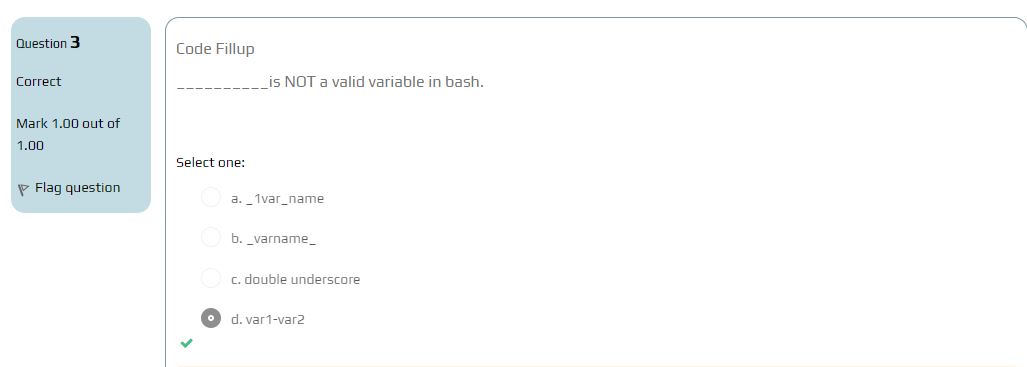 Question 3
Correct
Mark 1.00 out of
1.00
Flag question
Code Fillup
__________is NOT a valid variable in bash.
Select one:
a. _1var_name
b. _varname_
c. double underscore
d. var1-var2